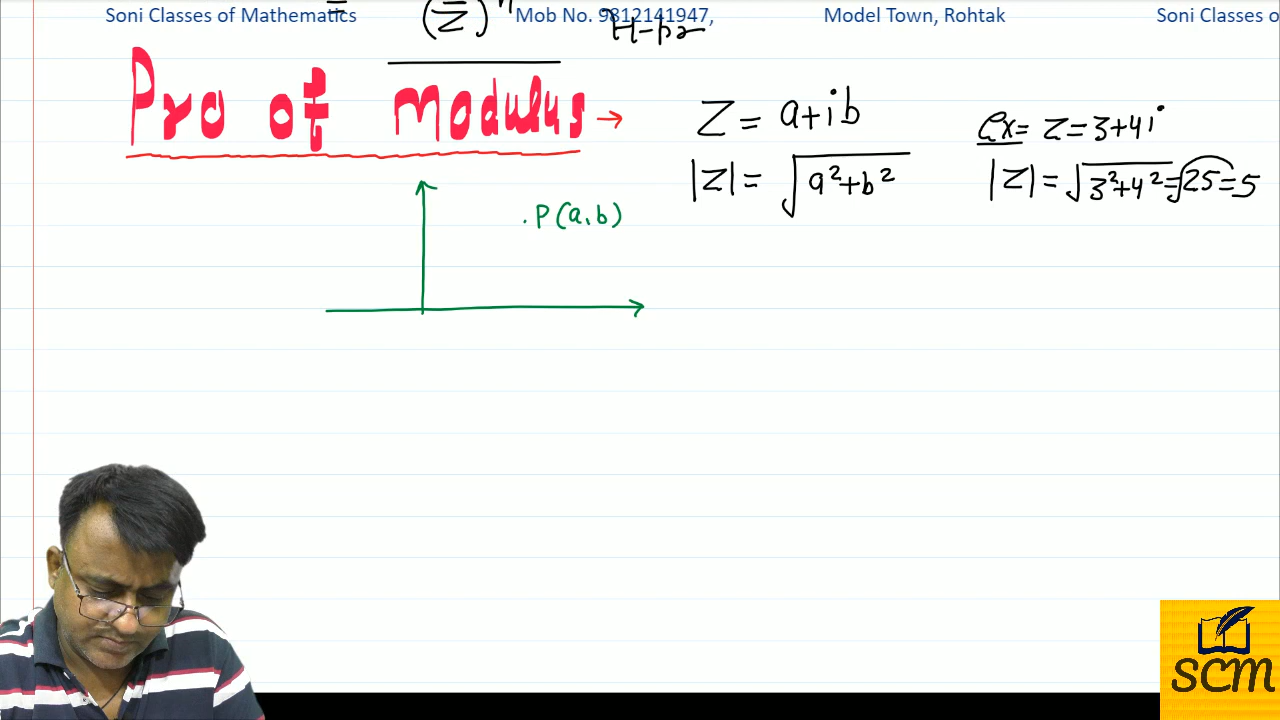 Soni Classes of Mathematics Mob No. 9812141947, Model Town, Rohtak Soni Classes o
= (z̅)ⁿ H-p2
Pro of Modulus →
Z = a+ib
|Z| = √a²+b²
Ex= Z=3+4i
|Z| = √3²+4² = √25 = 5
. P(a,b)
SCM